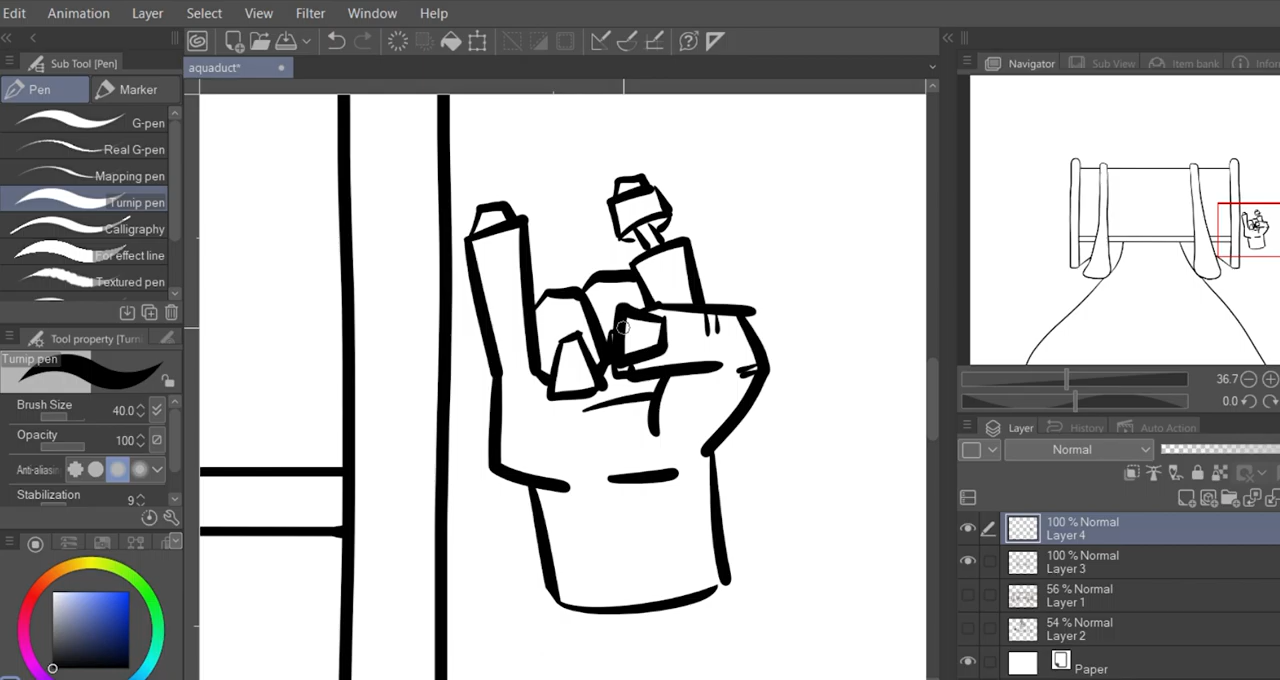 Edit Animation Layer Select View Filter Window Help
aquaduct*
Sub Tool [Pen]
Pen Marker
G-pen
Real G-pen
Mapping pen
Turnip pen
Calligraphy
For effect line
Textured pen
Tool property [Turn
Turnip pen
Brush Size 40.0
Opacity 100
Anti-aliasin
Stabilization 9
Navigator Sub View Item bank Infor
36.7
0.0
Layer History Auto Action
Normal
100 % Normal
Layer 4
100 % Normal
Layer 3
56 % Normal
Layer 1
54 % Normal
Layer 2
Paper